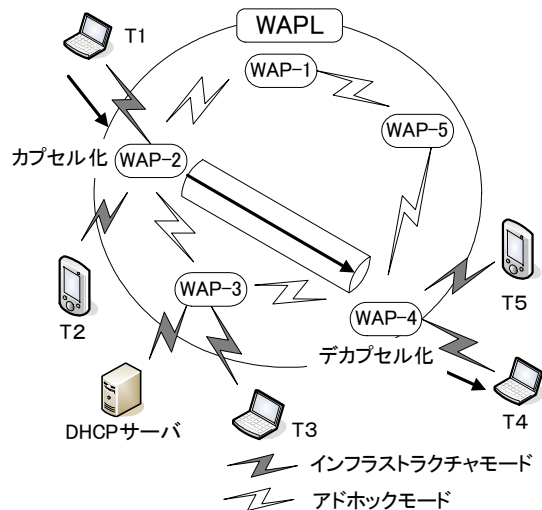 T1
WAPL
WAP-1
WAP-5
カプセル化
WAP-2
T2
WAP-3
WAP-4
T5
デカプセル化
DHCPサーバ
T3
T4
インフラストラクチャモード
アドホックモード